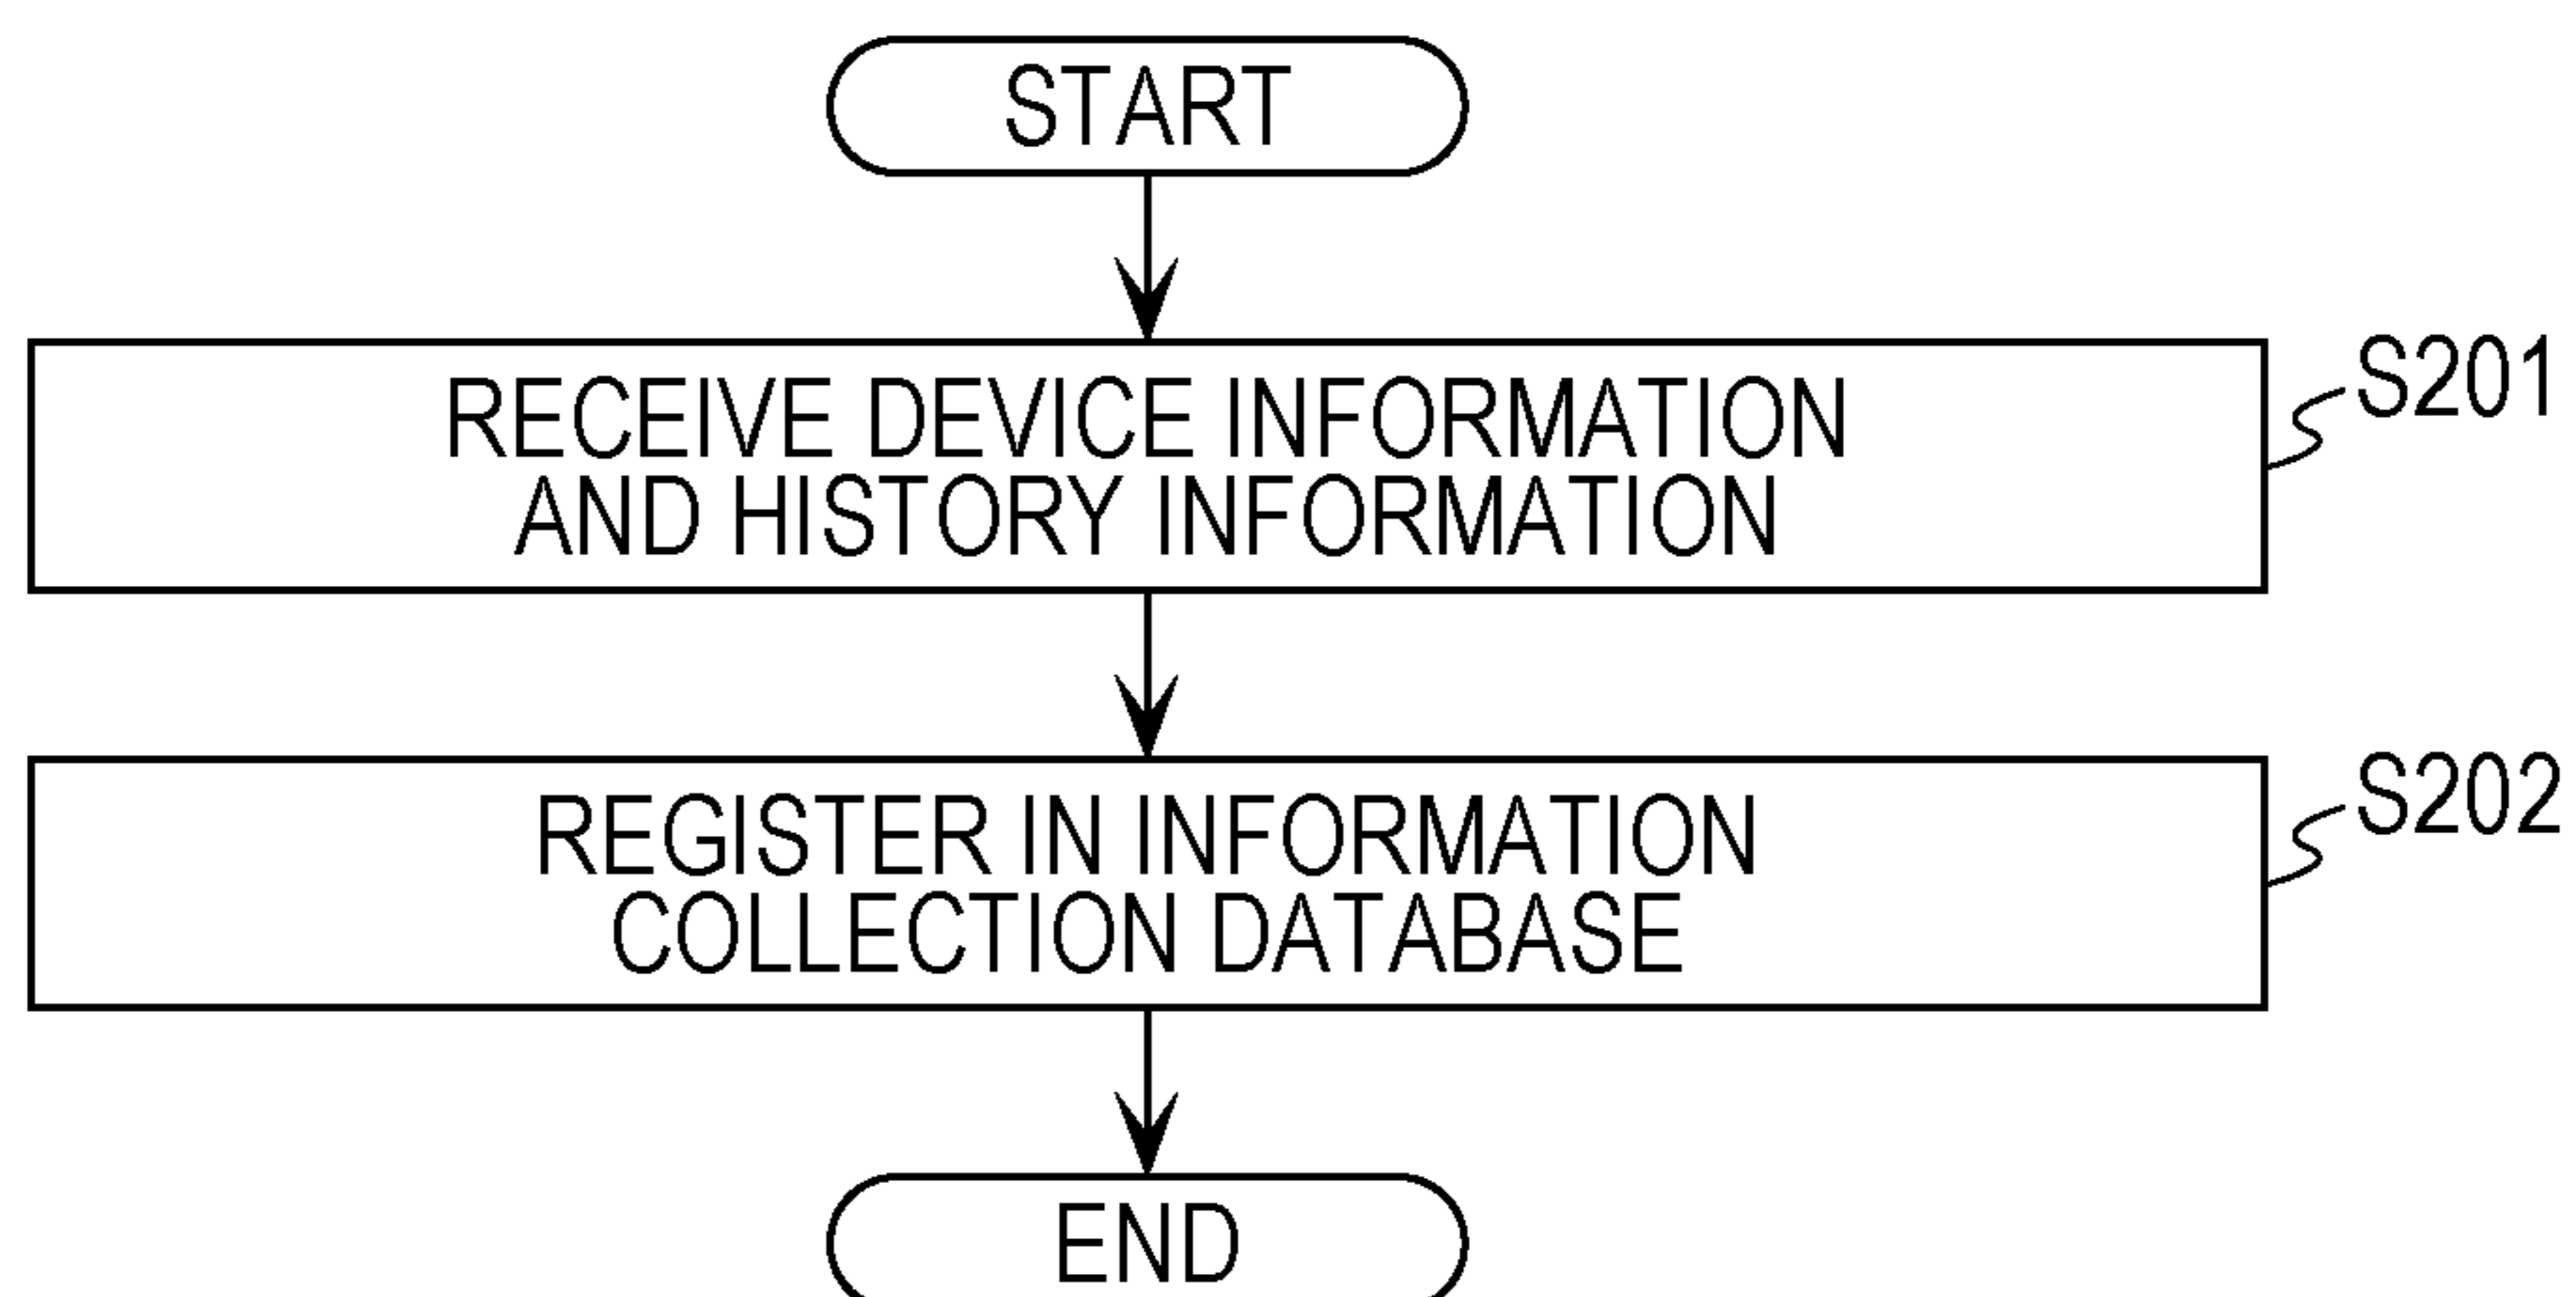 START
RECEIVE DEVICE INFORMATION
AND HISTORY INFORMATION
S201
REGISTER IN INFORMATION
COLLECTION DATABASE
S202
END